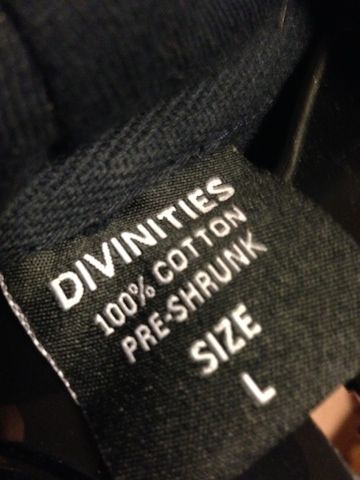 DIVINITIES
100% COTTON
PRE-SHRUNK
SIZE
L